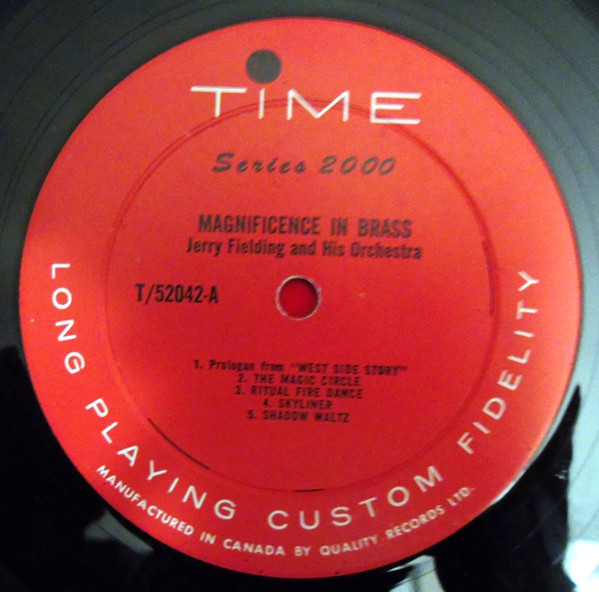 TiME
Series 2000
MAGNIFICENCE IN BRASS
Jerry Fielding and His Orchestra
T/52042-A
1. Prologue from "WEST SIDE STORY"
2. THE MAGIC CIRCLE
3. RITUAL FIRE DANCE
4. SKYLINER
5. SHADOW WALTZ
LONG PLAYING CUSTOM FIDELITY
MANUFACTURED IN CANADA BY QUALITY RECORDS LTD.